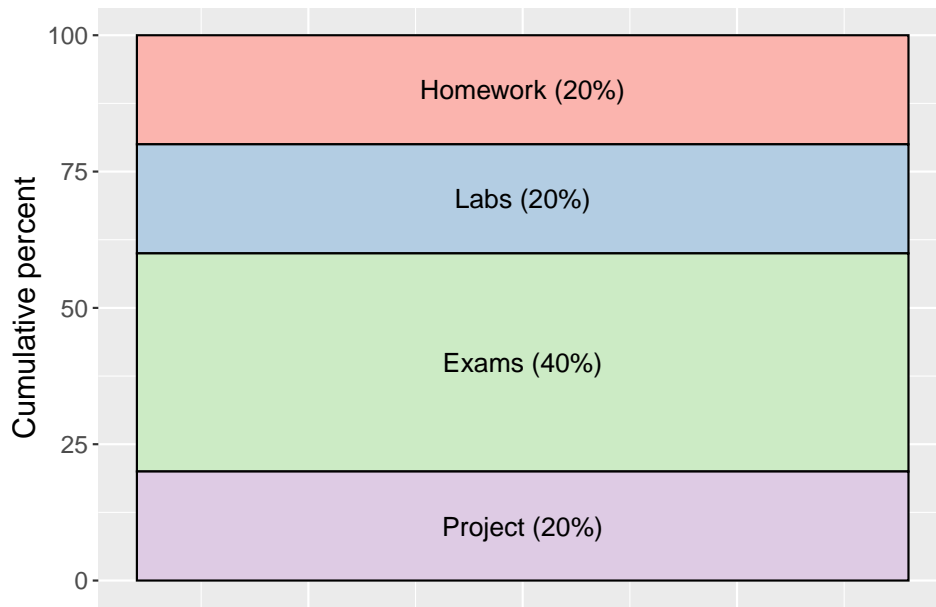 100
75
50
25
0
Cumulative percent
Homework (20%)
Labs (20%)
Exams (40%)
Project (20%)